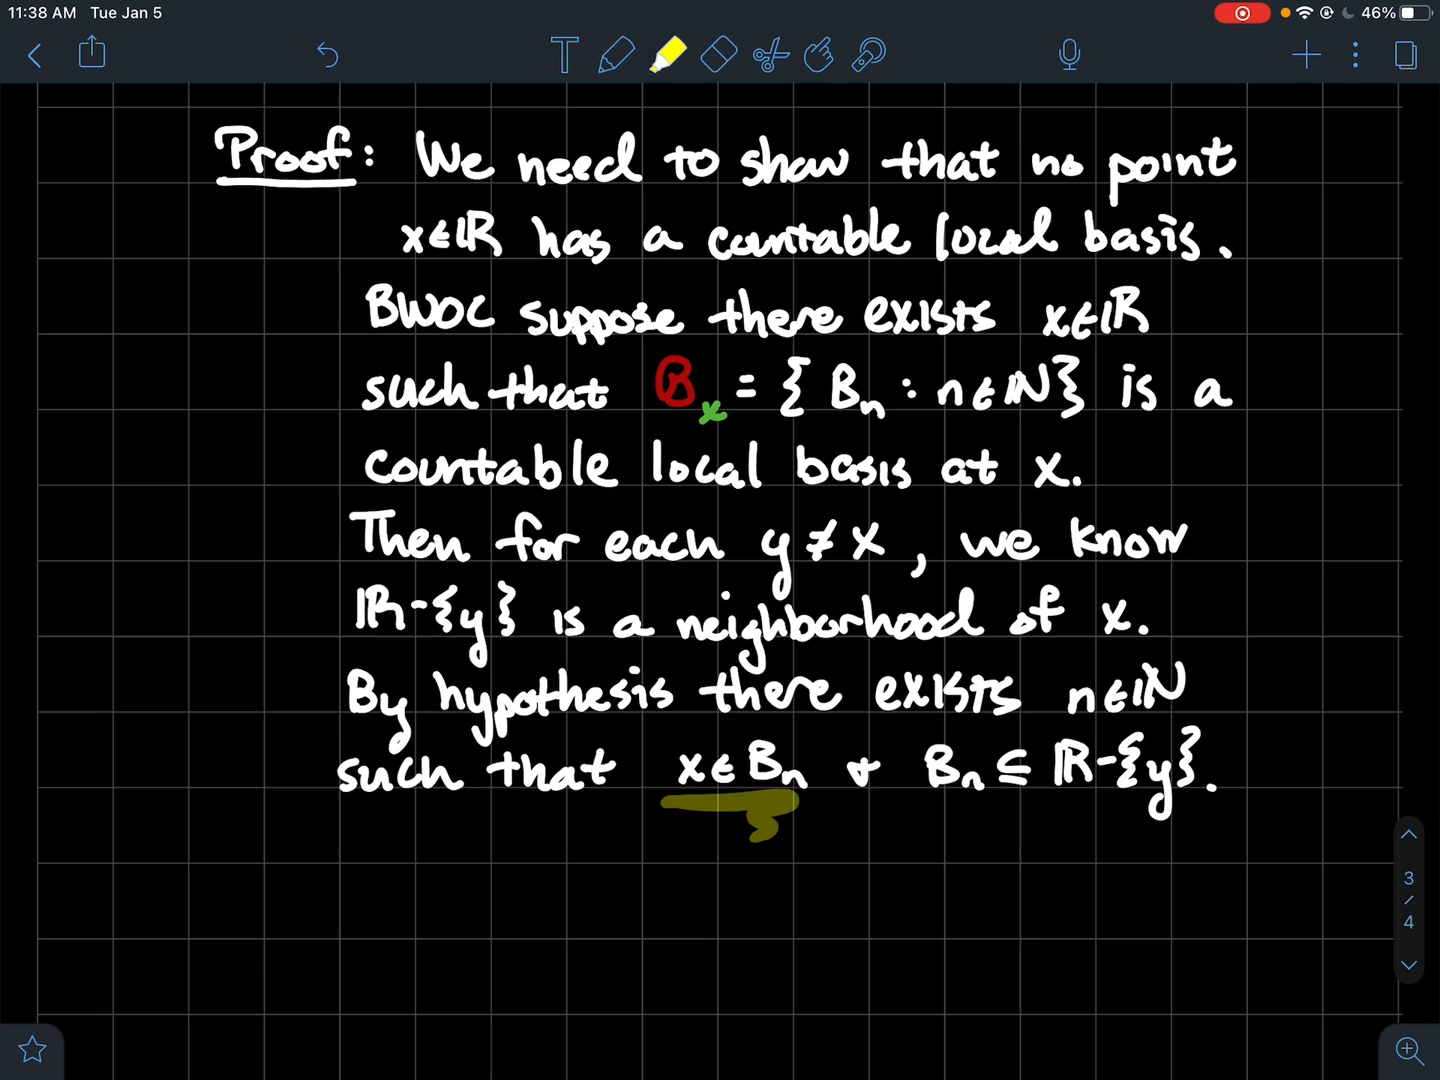 11:38 AM Tue Jan 5
46%
Proof: We need to show that no point
x∈ℝ has a countable local basis.
BWOC suppose there exists x∈ℝ
such that ℬₓ = { Bₙ : n∈ℕ} is a
countable local basis at x.
Then for each y ≠ x, we know
ℝ-{y} is a neighborhood of x.
By hypothesis there exists n∈ℕ
such that x∈Bₙ & Bₙ ⊆ ℝ-{y}.
3
/
4